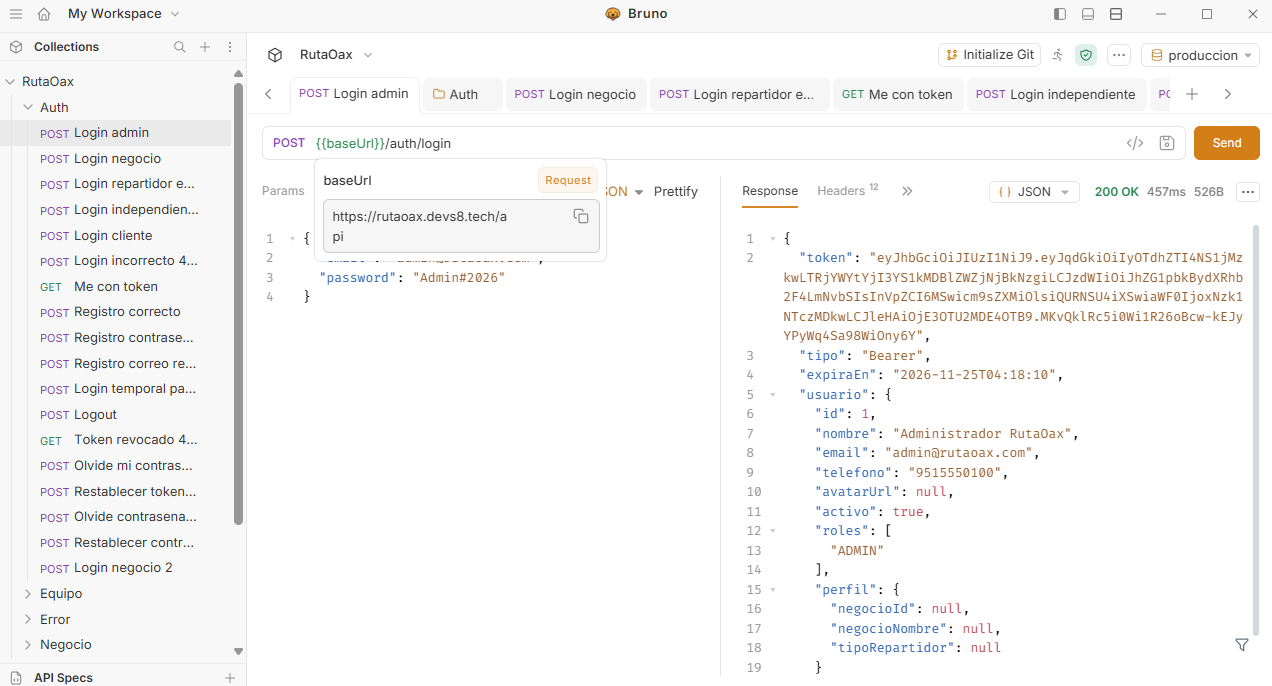 My Workspace
Bruno
Collections
RutaOax
Auth
POST Login admin
POST Login negocio
POST Login repartidor e...
POST Login independien...
POST Login cliente
POST Login incorrecto 4...
GET Me con token
POST Registro correcto
POST Registro contrase...
POST Registro correo re...
POST Login temporal pa...
POST Logout
GET Token revocado 4...
POST Olvide mi contras...
POST Restablecer token...
POST Olvide contrasena...
POST Restablecer contr...
POST Login negocio 2
Equipo
Error
Negocio
API Specs
RutaOax
Initialize Git
produccion
POST Login admin
Auth
POST Login negocio
POST Login repartidor e...
GET Me con token
POST Login independiente
POST {{baseUrl}}/auth/login
</>
Send
Params
baseUrl
Request
https://rutaoax.devs8.tech/a
pi
Prettify
1 {
2
3 "password": "Admin#2026"
4 }
Response
Headers 12
{ } JSON
200 OK 457ms 526B
1 {
2 "token": "eyJhbGciOiJIUzI1NiJ9.eyJqdGkiOiIyOTdhZTI4NS1jMz
kwLTRjYWYtYjI3YS1kMDBlZWZjNjBkNzgiLCJzdWIiOiJhZG1pbkBydXRhb
2F4LmNvbSIsInVpZCI6MSwicm9sZXMiOlsiQURNSU4iXSwiaWF0IjoxNzk1
NTczMDkwLCJleHAiOjE3OTU2MDE4OTB9.MKvQklRc5i0Wi1R26oBcw-kEJy
YPyWq4Sa98WiOny6Y",
3 "tipo": "Bearer",
4 "expiraEn": "2026-11-25T04:18:10",
5 "usuario": {
6 "id": 1,
7 "nombre": "Administrador RutaOax",
8 "email": "admin@rutaoax.com",
9 "telefono": "9515550100",
10 "avatarUrl": null,
11 "activo": true,
12 "roles": [
13 "ADMIN"
14 ],
15 "perfil": {
16 "negocioId": null,
17 "negocioNombre": null,
18 "tipoRepartidor": null
19 }